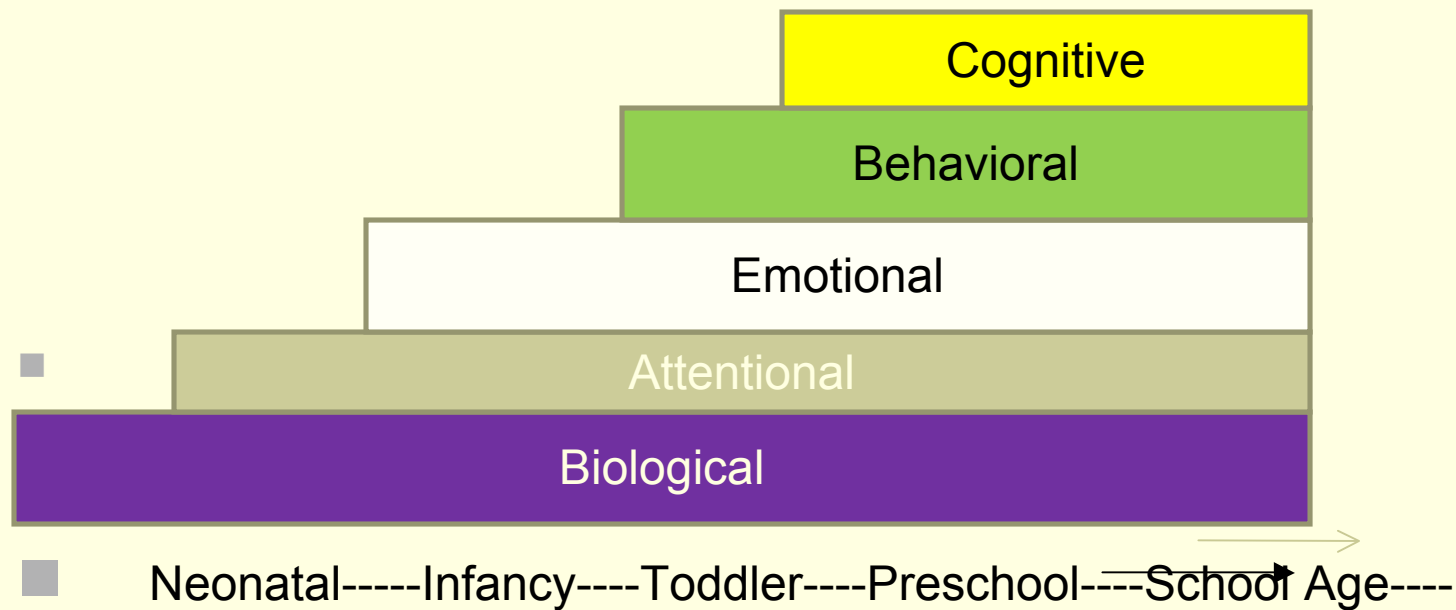 Cognitive
Behavioral
Emotional
Attentional
Biological
Neonatal-----Infancy----Toddler----Preschool----School Age----